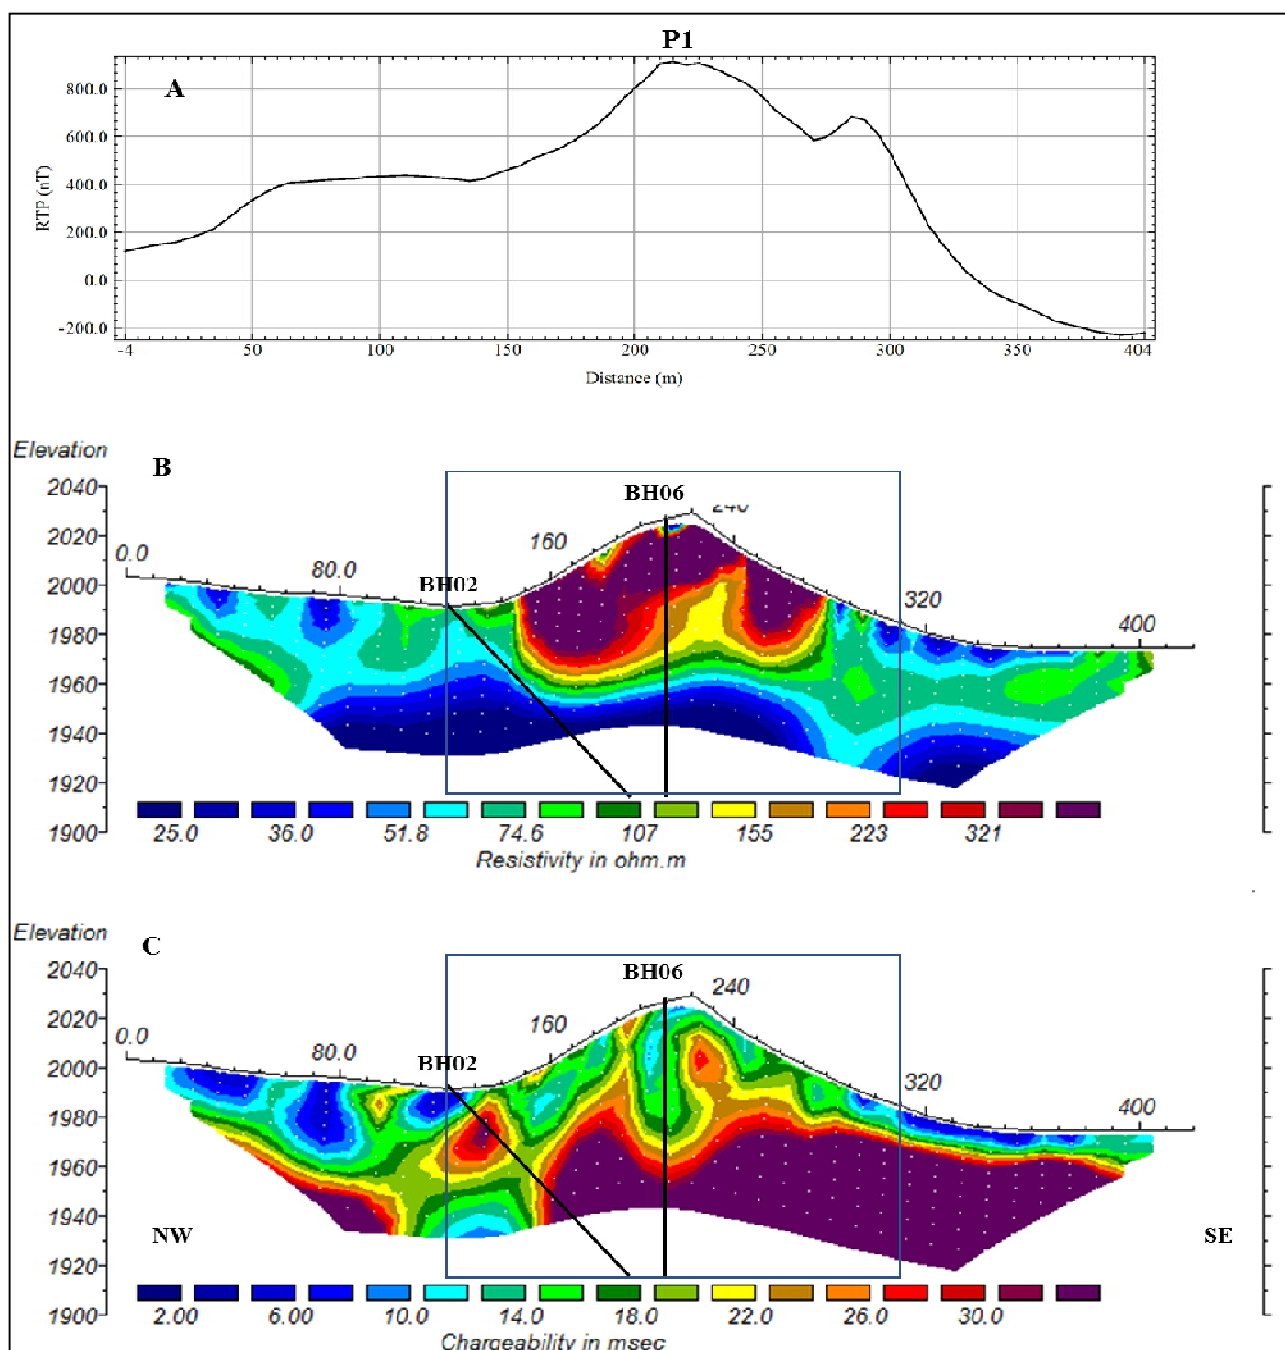 P1
A
800.0
600.0
400.0
200.0
0.0
-200.0
RTP (nT)
-4 50 100 150 200 250 300 350 404
Distance (m)
Elevation
B
2040
2020
2000
1980
1960
1940
1920
1900
0.0 80.0 160 240 320 400
BH02
BH06
25.0 36.0 51.8 74.6 107 155 223 321
Resistivity in ohm.m
Elevation
C
2040
2020
2000
1980
1960
1940
1920
1900
0.0 80.0 160 240 320 400
BH02
BH06
NW
SE
2.00 6.00 10.0 14.0 18.0 22.0 26.0 30.0
Chargeability in msec